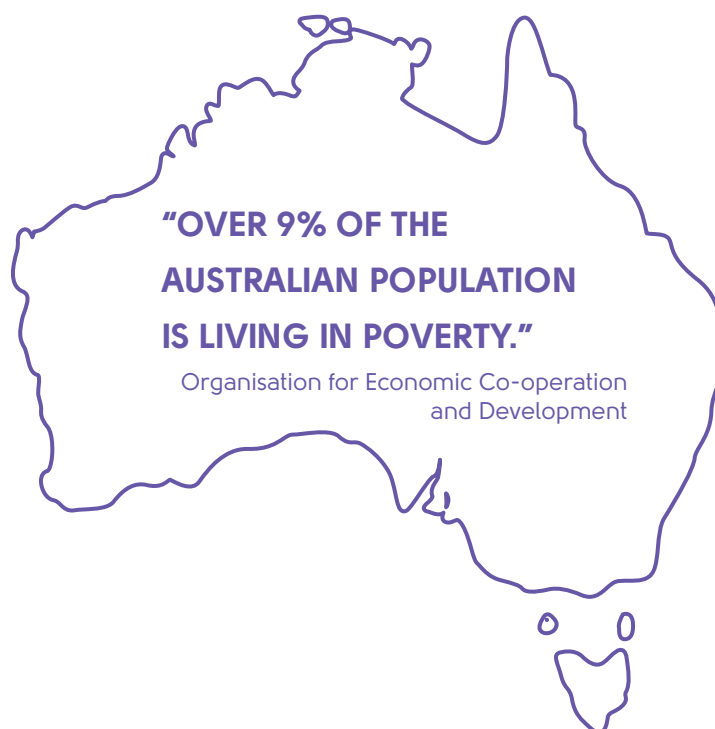 “OVER 9% OF THE
AUSTRALIAN POPULATION
IS LIVING IN POVERTY.”
Organisation for Economic Co-operation
and Development